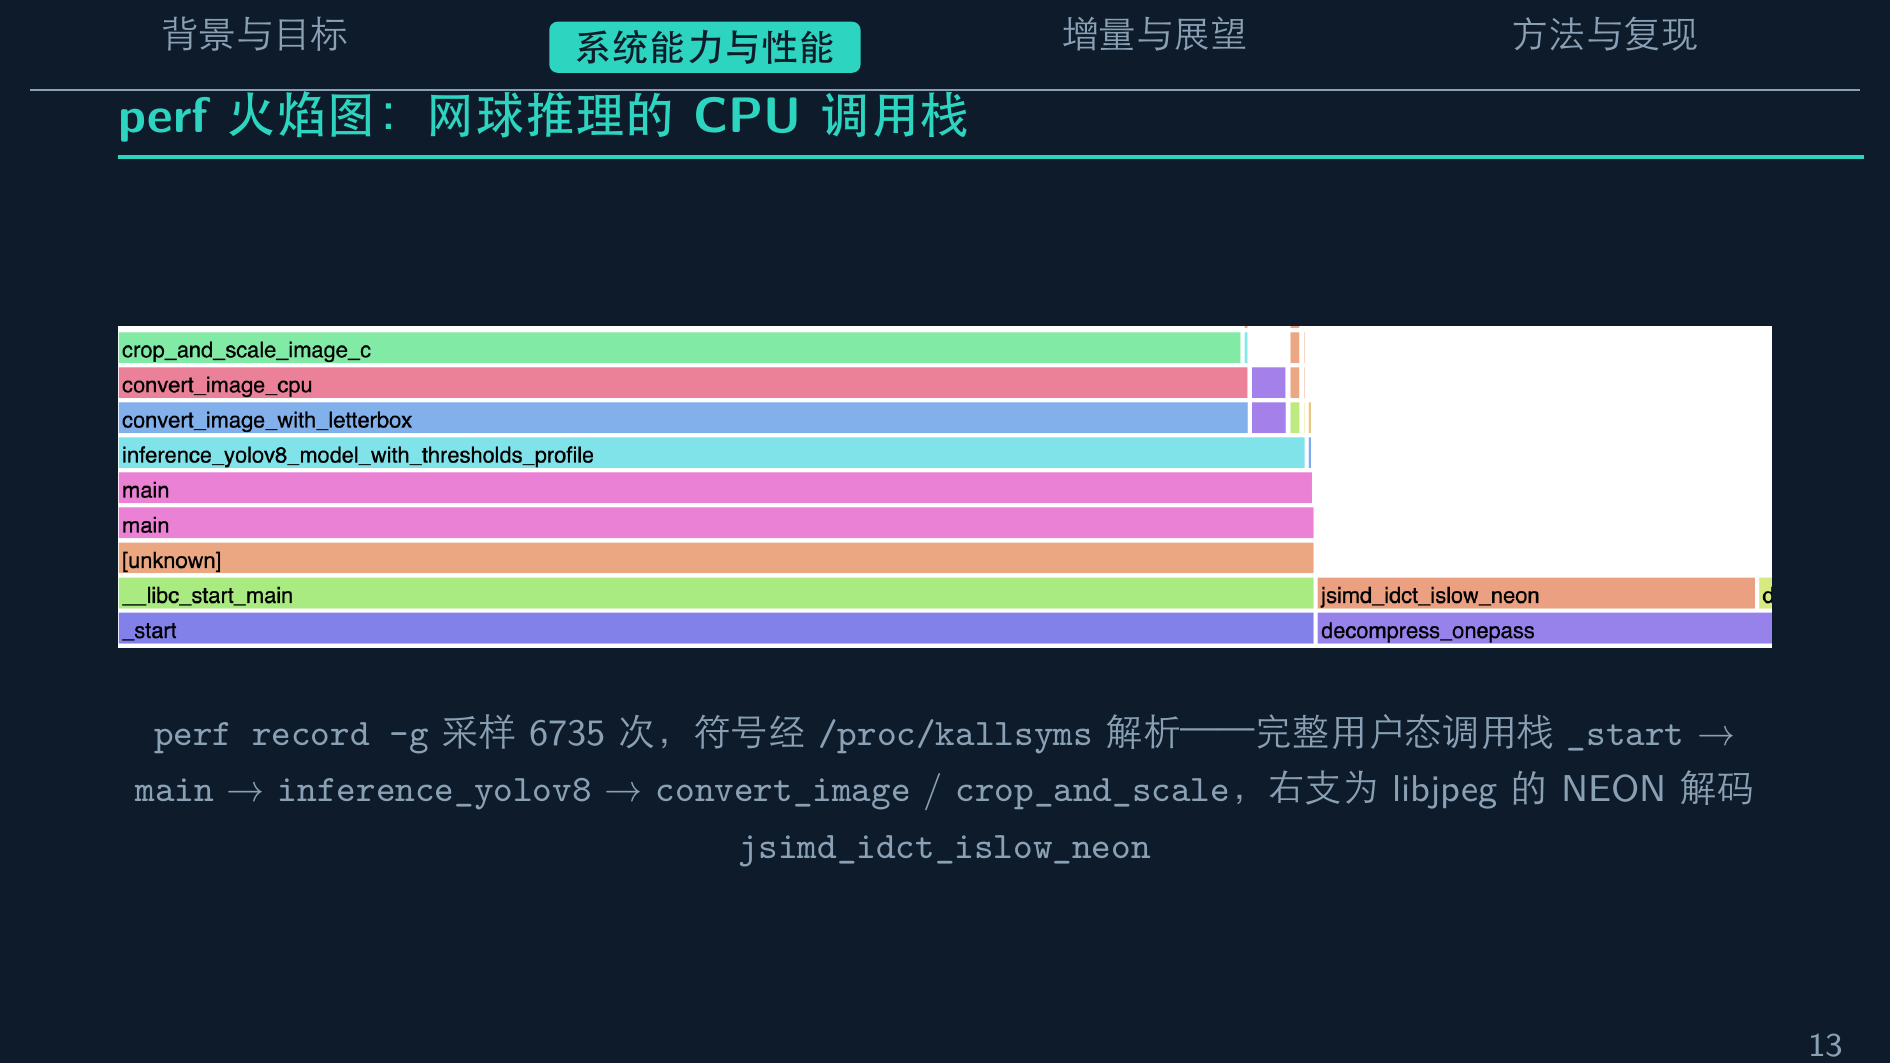 背景与目标
系统能力与性能
增量与展望
方法与复现
perf 火焰图：网球推理的 CPU 调用栈
crop_and_scale_image_c
convert_image_cpu
convert_image_with_letterbox
inference_yolov8_model_with_thresholds_profile
main
main
[unknown]
__libc_start_main
jsimd_idct_islow_neon
d
_start
decompress_onepass
perf record -g 采样 6735 次，符号经 /proc/kallsyms 解析——完整用户态调用栈 _start →
main → inference_yolov8 → convert_image / crop_and_scale，右支为 libjpeg 的 NEON 解码
jsimd_idct_islow_neon
13